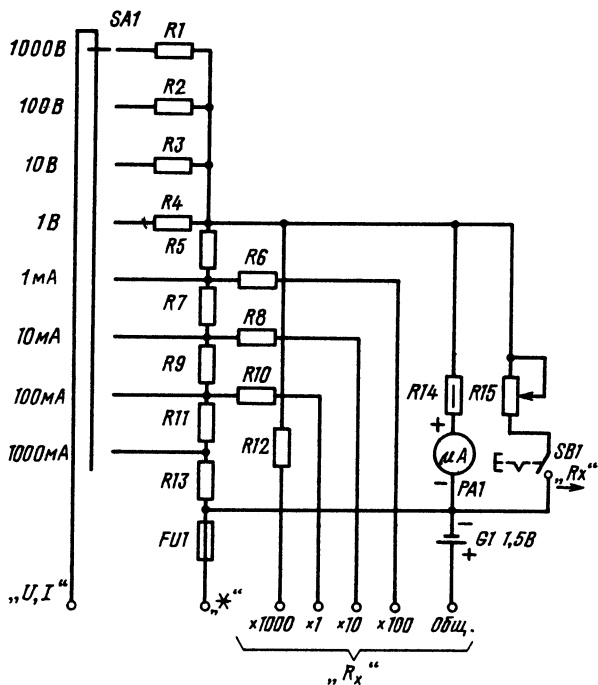 SA1
1000В
R1
100В
R2
10В
R3
1В
R4
R5
1мА
R6
R7
10мА
R8
R9
100мА
R10
R11
1000мА
R12
R13
R14
R15
+
μA
−
PA1
E
SB1
„Rx“
FU1
−
G1 1,5В
+
„U,I“
„*“
×1000
×1
×10
×100
Общ.
„Rx“